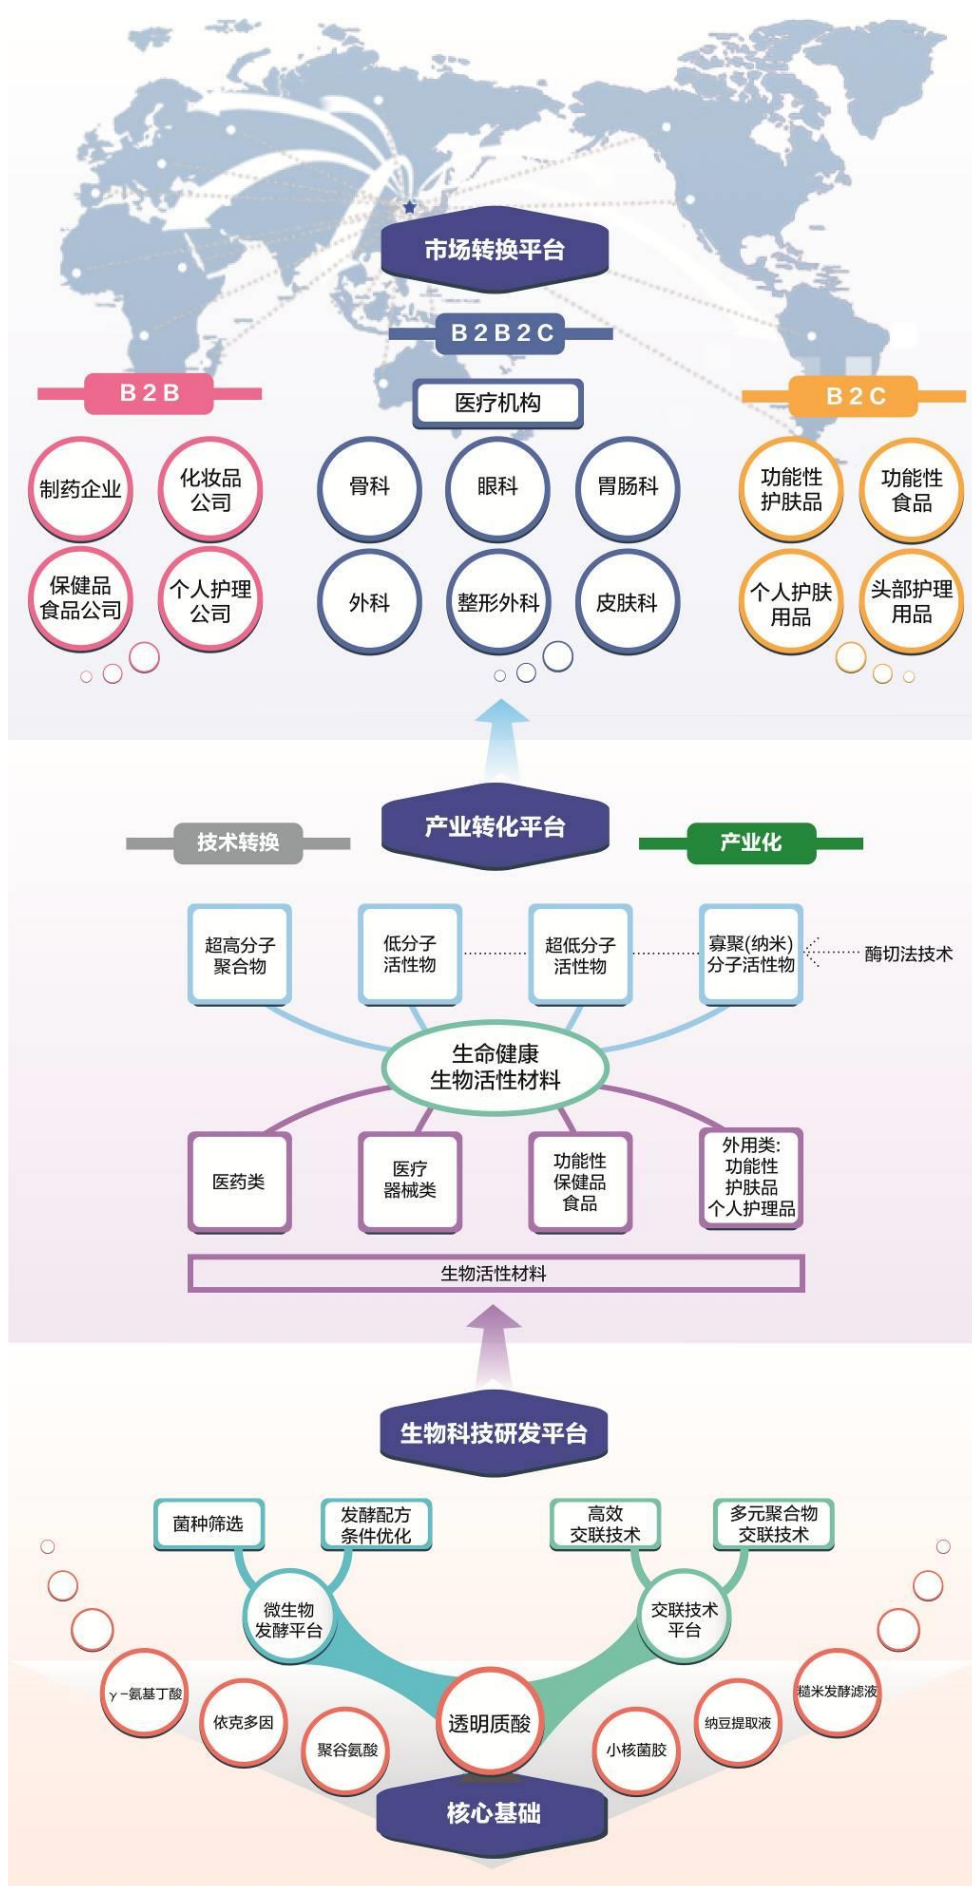 市场转换平台
B2B2C
B2B
医疗机构
B2C
制药企业
化妆品
公司
骨科
眼科
胃肠科
功能性
护肤品
功能性
食品
保健品
食品公司
个人护理
公司
外科
整形外科
皮肤科
个人护肤
用品
头部护理
用品
产业转化平台
技术转换
产业化
超高分子
聚合物
低分子
活性物
超低分子
活性物
寡聚(纳米)
分子活性物
酶切法技术
生命健康
生物活性材料
医药类
医疗
器械类
功能性
保健品
食品
外用类:
功能性
护肤品
个人护理品
生物活性材料
生物科技研发平台
菌种筛选
发酵配方
条件优化
高效
交联技术
多元聚合物
交联技术
微生物
发酵平台
交联技术
平台
γ-氨基丁酸
依克多因
聚谷氨酸
透明质酸
小核菌胶
纳豆提取液
糙米发酵滤液
核心基础